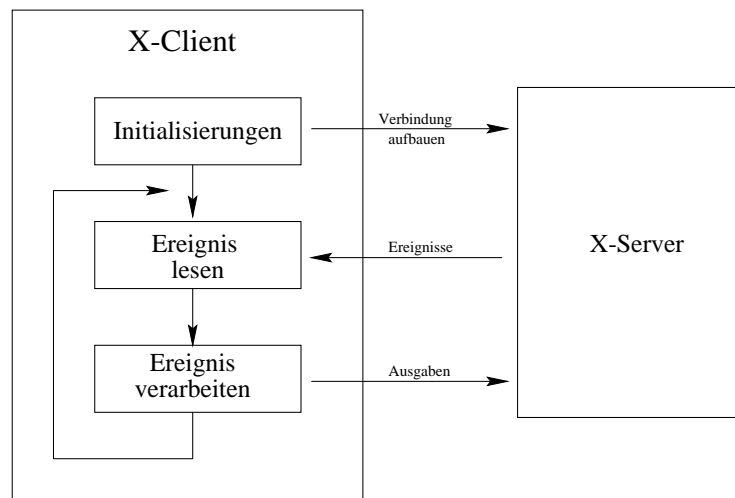 X-Client
Initialisierungen
Verbindung
aufbauen
Ereignis
lesen
Ereignisse
X-Server
Ereignis
verarbeiten
Ausgaben